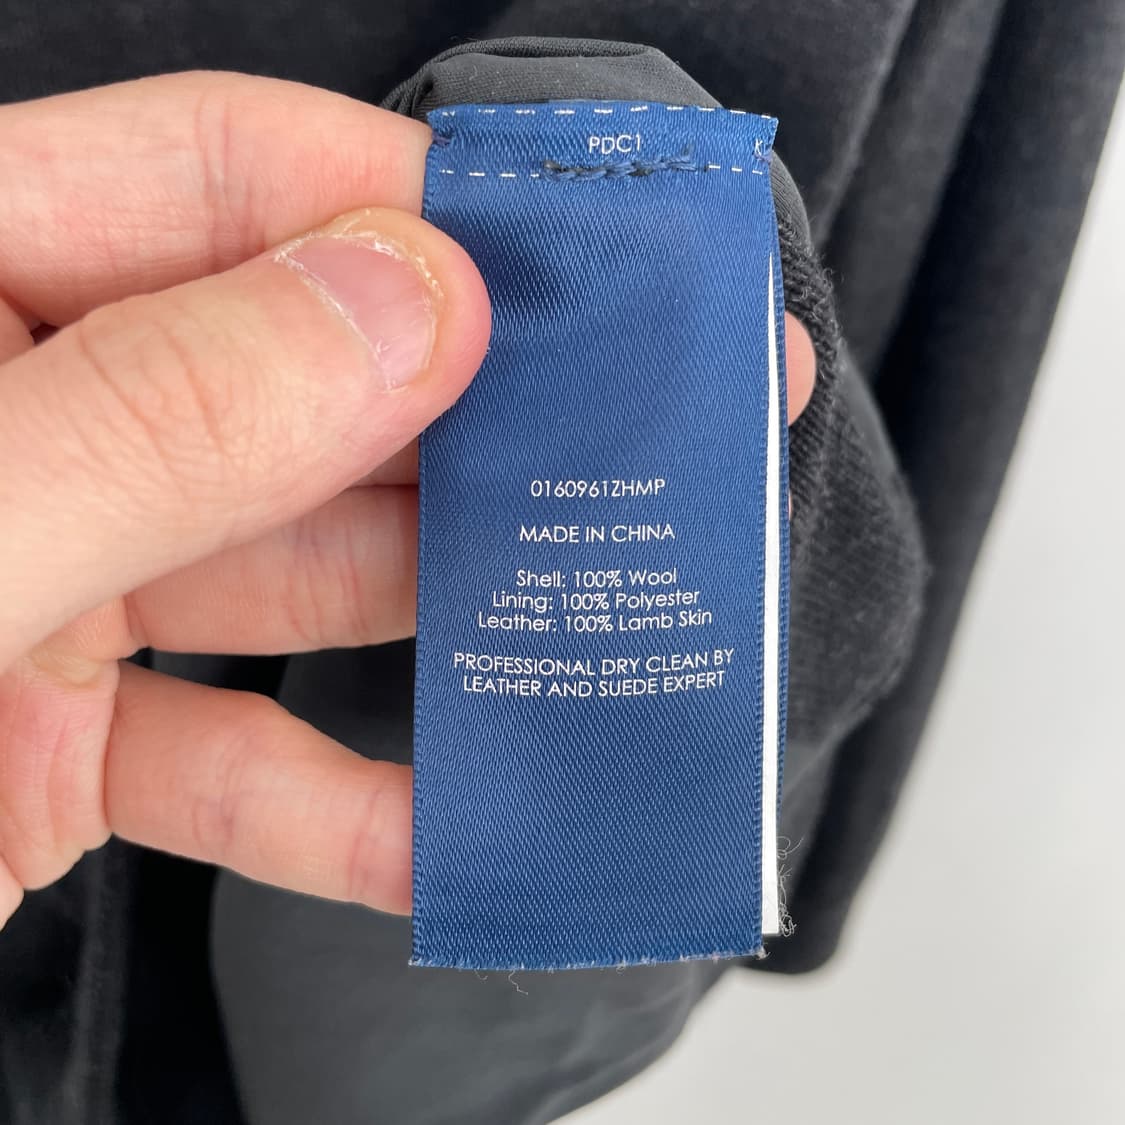 PDC1
K
0160961ZHMP
MADE IN CHINA
Shell: 100% Wool
Lining: 100% Polyester
Leather: 100% Lamb Skin
PROFESSIONAL DRY CLEAN BY
LEATHER AND SUEDE EXPERT